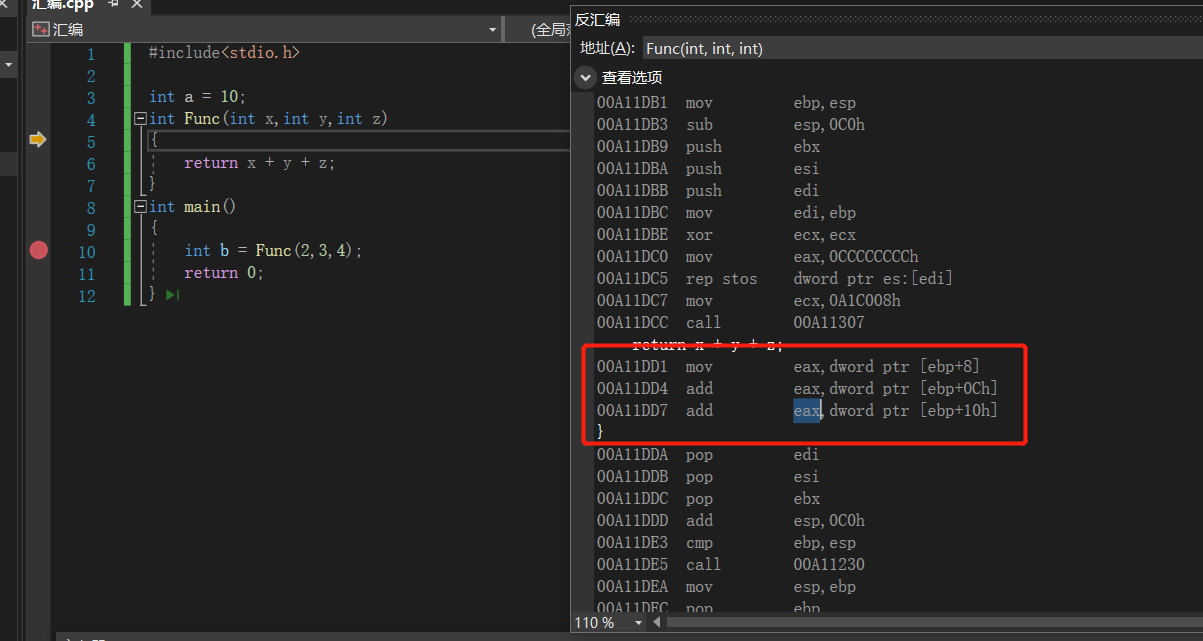 汇编.cpp
汇编
(全局范
1 #include<stdio.h>
2
3 int a = 10;
4 int Func(int x,int y,int z)
5 {
6 return x + y + z;
7 }
8 int main()
9 {
10 int b = Func(2,3,4);
11 return 0;
12 }
反汇编
地址(A): Func(int, int, int)
查看选项
00A11DB1 mov ebp,esp
00A11DB3 sub esp,0C0h
00A11DB9 push ebx
00A11DBA push esi
00A11DBB push edi
00A11DBC mov edi,ebp
00A11DBE xor ecx,ecx
00A11DC0 mov eax,0CCCCCCCCh
00A11DC5 rep stos dword ptr es:[edi]
00A11DC7 mov ecx,0A1C008h
00A11DCC call 00A11307
return x + y + z;
00A11DD1 mov eax,dword ptr [ebp+8]
00A11DD4 add eax,dword ptr [ebp+0Ch]
00A11DD7 add eax,dword ptr [ebp+10h]
}
00A11DDA pop edi
00A11DDB pop esi
00A11DDC pop ebx
00A11DDD add esp,0C0h
00A11DE3 cmp ebp,esp
00A11DE5 call 00A11230
00A11DEA mov esp,ebp
00A11DEC pop ebp
110 %